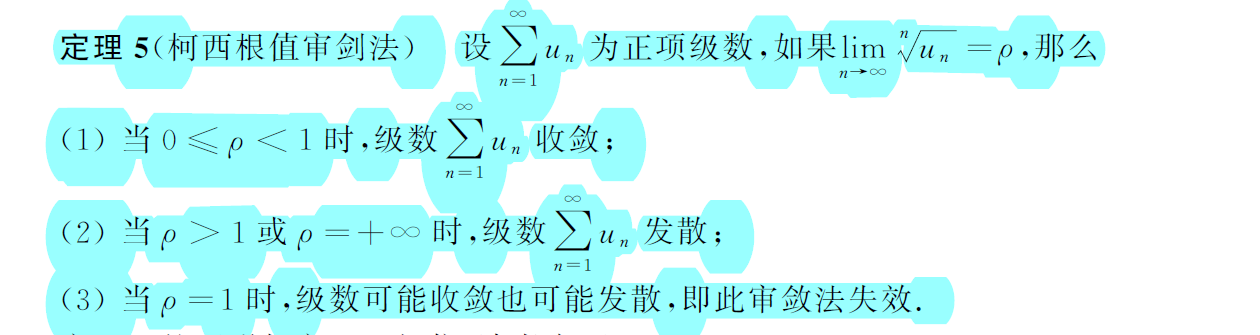 定理 5(柯西根值审剑法) 设 $\sum_{n=1}^{\infty} u_n$ 为正项级数,如果 $\lim_{n\to\infty} \sqrt[n]{u_n} = \rho$,那么
(1) 当 $0 \leqslant \rho < 1$ 时,级数 $\sum_{n=1}^{\infty} u_n$ 收敛;
(2) 当 $\rho > 1$ 或 $\rho = +\infty$ 时,级数 $\sum_{n=1}^{\infty} u_n$ 发散;
(3) 当 $\rho = 1$ 时,级数可能收敛也可能发散,即此审敛法失效.